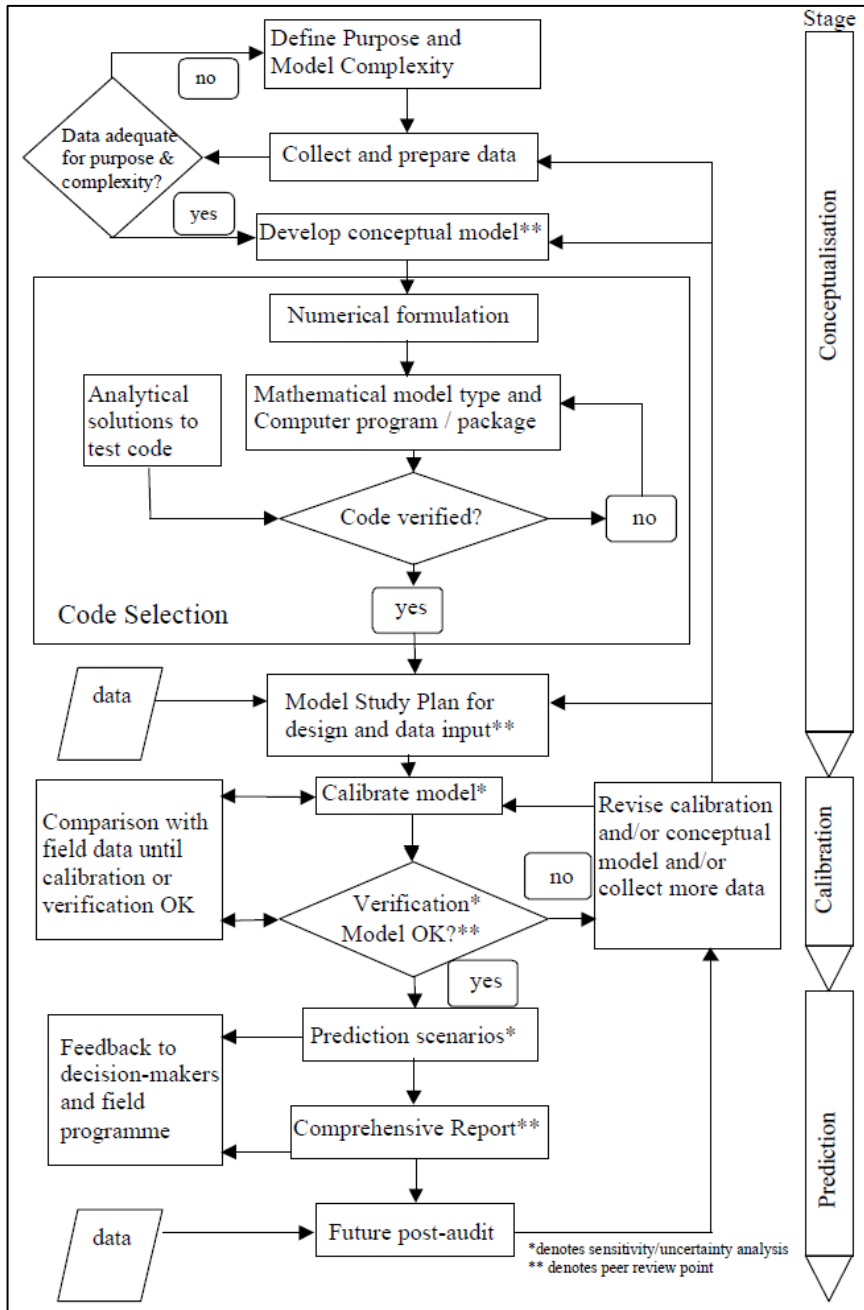 Stage
Define Purpose and
Model Complexity
no
Data adequate
for purpose &
complexity?
Collect and prepare data
yes
Develop conceptual model**
Conceptualisation
Numerical formulation
Analytical
solutions to
test code
Mathematical model type and
Computer program / package
Code verified?
no
yes
Code Selection
data
Model Study Plan for
design and data input**
Calibrate model*
Comparison with
field data until
calibration or
verification OK
Revise calibration
and/or conceptual
model and/or
collect more data
Calibration
no
Verification*
Model OK?**
yes
Prediction scenarios*
Feedback to
decision-makers
and field
programme
Comprehensive Report**
Prediction
data
Future post-audit
*denotes sensitivity/uncertainty analysis
** denotes peer review point